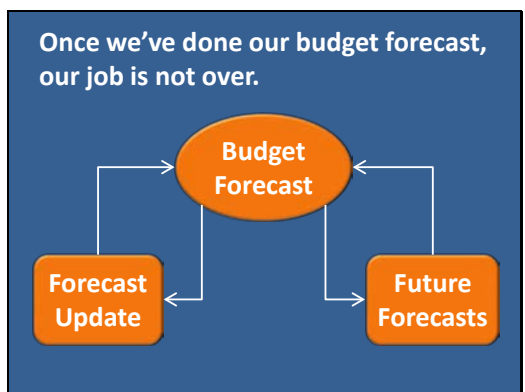 Once we've done our budget forecast,
our job is not over.
Budget
Forecast
Forecast
Update
Future
Forecasts